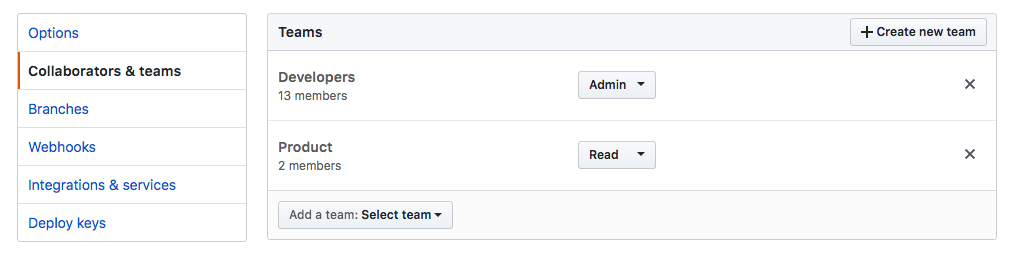 Options
Collaborators & teams
Branches
Webhooks
Integrations & services
Deploy keys
Teams
Create new team
Developers
13 members
Admin
Product
2 members
Read
Add a team: Select team